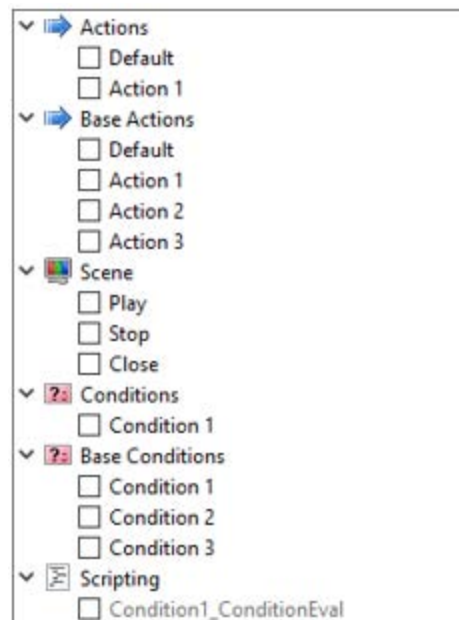 Actions
Default
Action 1
Base Actions
Default
Action 1
Action 2
Action 3
Scene
Play
Stop
Close
Conditions
Condition 1
Base Conditions
Condition 1
Condition 2
Condition 3
Scripting
Condition1_ConditionEval